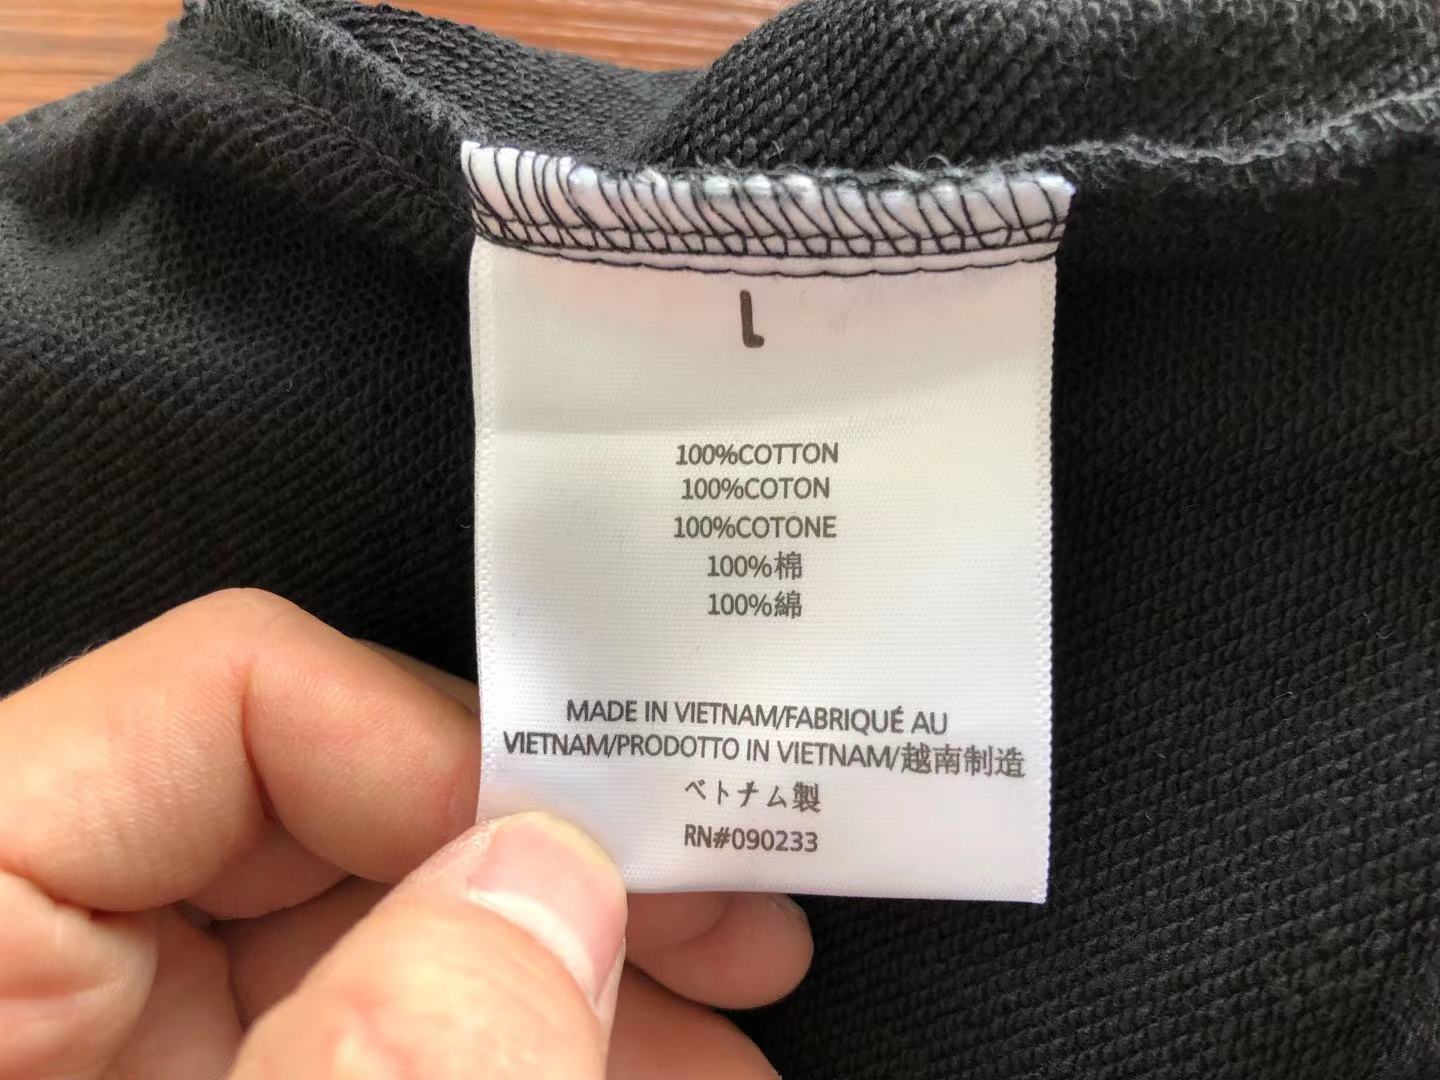 L
100%COTTON
100%COTON
100%COTONE
100%棉
100%綿
MADE IN VIETNAM/FABRIQUÉ AU
VIETNAM/PRODOTTO IN VIETNAM/越南制造
ベトナム製
RN#090233